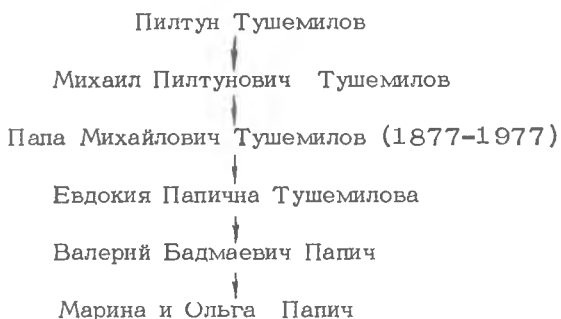 Пилтун Тушемилов
Михаил Пилтунович Тушемилов
Папа Михайлович Тушемилов (1877-1977)
Евдокия Папична Тушемилова
Валерий Бадмаевич Папич
Марина и Ольга Папич